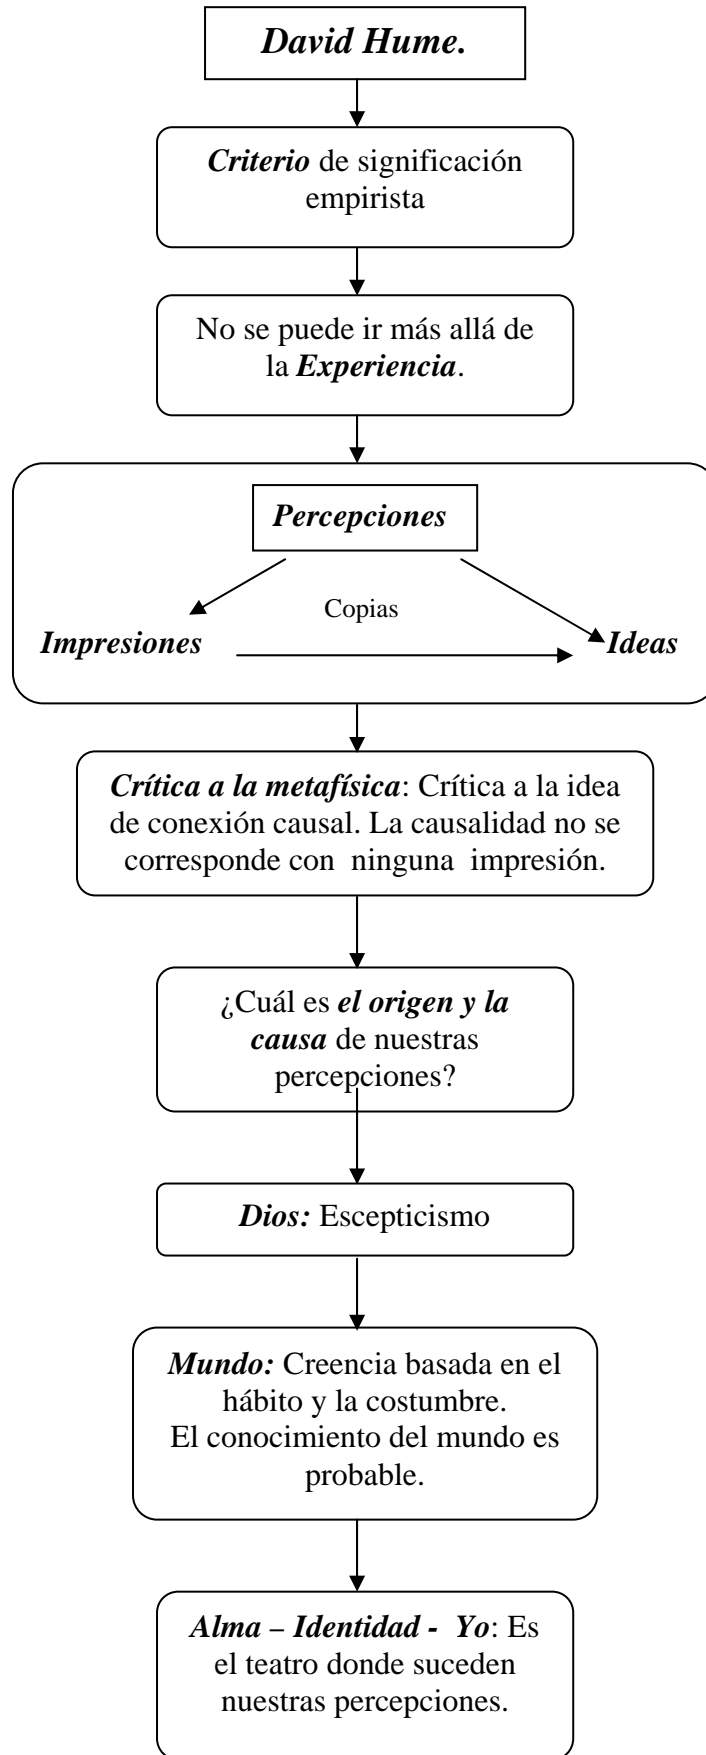 David Hume.
Criterio de significación
empirista
No se puede ir más allá de
la Experiencia.
Percepciones
Copias
Impresiones
Ideas
Crítica a la metafísica: Crítica a la idea
de conexión causal. La causalidad no se
corresponde con ninguna impresión.
¿Cuál es el origen y la
causa de nuestras
percepciones?
Dios: Escepticismo
Mundo: Creencia basada en el
hábito y la costumbre.
El conocimiento del mundo es
probable.
Alma – Identidad - Yo: Es
el teatro donde suceden
nuestras percepciones.